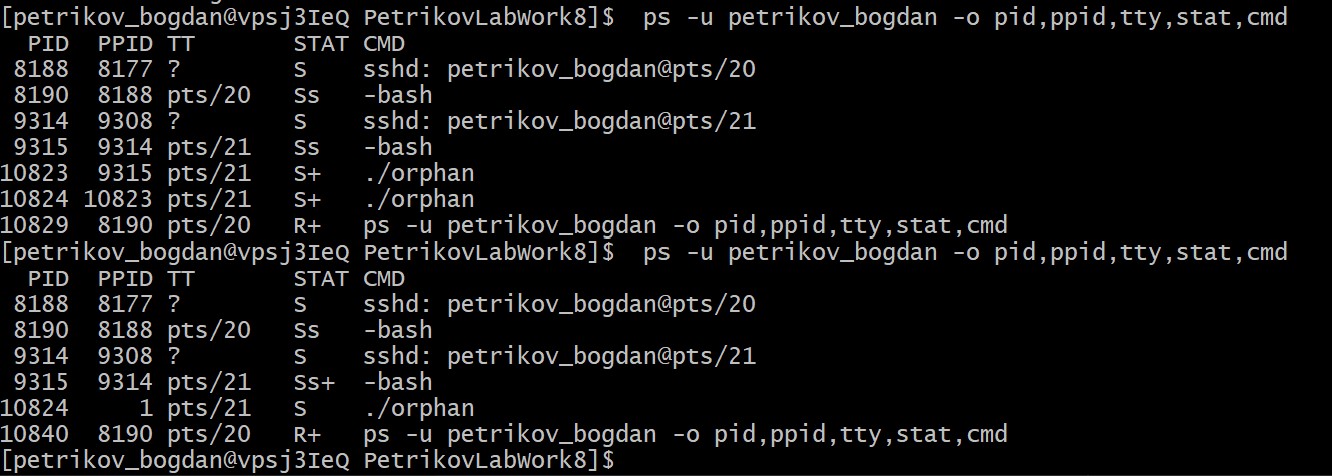 [petrikov_bogdan@vpsj3IeQ PetrikovLabWork8]$  ps -u petrikov_bogdan -o pid,ppid,tty,stat,cmd
  PID  PPID TT       STAT CMD
 8188  8177 ?        S    sshd: petrikov_bogdan@pts/20
 8190  8188 pts/20   Ss   -bash
 9314  9308 ?        S    sshd: petrikov_bogdan@pts/21
 9315  9314 pts/21   Ss   -bash
10823  9315 pts/21   S+   ./orphan
10824 10823 pts/21   S+   ./orphan
10829  8190 pts/20   R+   ps -u petrikov_bogdan -o pid,ppid,tty,stat,cmd
[petrikov_bogdan@vpsj3IeQ PetrikovLabWork8]$  ps -u petrikov_bogdan -o pid,ppid,tty,stat,cmd
  PID  PPID TT       STAT CMD
 8188  8177 ?        S    sshd: petrikov_bogdan@pts/20
 8190  8188 pts/20   Ss   -bash
 9314  9308 ?        S    sshd: petrikov_bogdan@pts/21
 9315  9314 pts/21   Ss+  -bash
10824     1 pts/21   S    ./orphan
10840  8190 pts/20   R+   ps -u petrikov_bogdan -o pid,ppid,tty,stat,cmd
[petrikov_bogdan@vpsj3IeQ PetrikovLabWork8]$